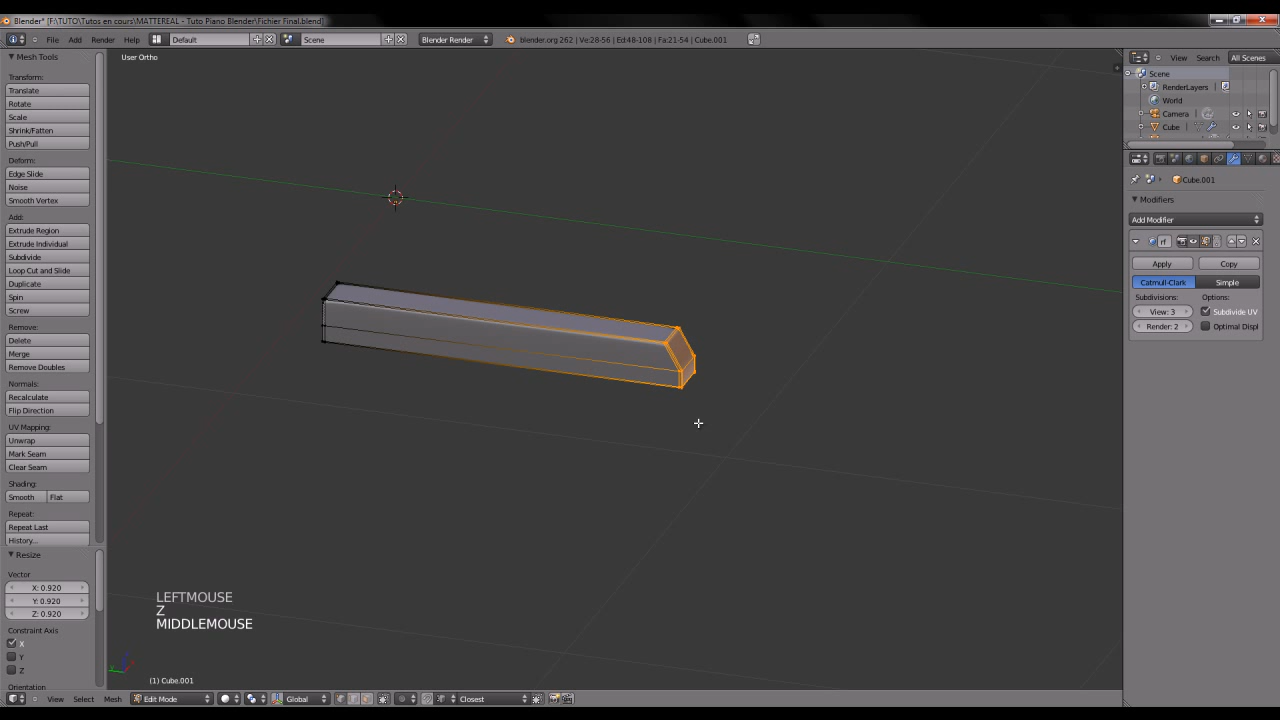 Blender* [F:\TUTO\Tutos en cours\MATTEREAL - Tuto Piano Blender\Fichier Final.blend]
File Add Render Help Default Scene Blender Render blender.org 262 | Ve:28-56 | Ed:48-108 | Fa:21-54 | Cube.001
Mesh Tools
Transform:
Translate
Rotate
Scale
Shrink/Fatten
Push/Pull
Deform:
Edge Slide
Noise
Smooth Vertex
Add:
Extrude Region
Extrude Individual
Subdivide
Loop Cut and Slide
Duplicate
Spin
Screw
Remove:
Delete
Merge
Remove Doubles
Normals:
Recalculate
Flip Direction
UV Mapping:
Unwrap
Mark Seam
Clear Seam
Shading:
Smooth Flat
Repeat:
Repeat Last
History...
Resize
Vector
X: 0.920
Y: 0.920
Z: 0.920
Constraint Axis
X
Y
Z
Orientation
User Ortho
LEFTMOUSE
Z
MIDDLEMOUSE
(1) Cube.001
View Select Mesh Edit Mode Global Closest
View Search All Scenes
Scene
RenderLayers
World
Camera
Cube
Cube.001
Modifiers
Add Modifier
rf
Apply Copy
Catmull-Clark Simple
Subdivisions: Options:
View: 3 Subdivide UV
Render: 2 Optimal Displ